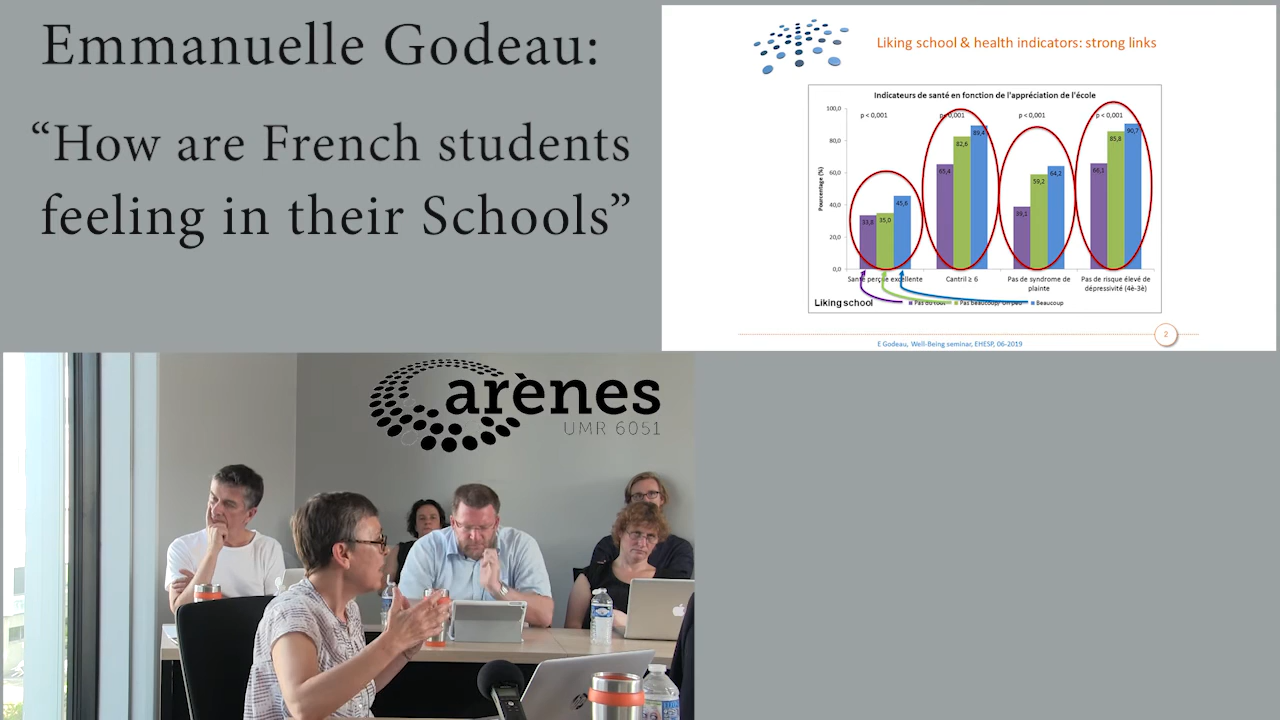 Emmanuelle Godeau:
“How are French students
feeling in their Schools”
Liking school & health indicators: strong links
Indicateurs de santé en fonction de l'appréciation de l'école
Pourcentage (%)
100,0
80,0
60,0
40,0
20,0
0,0
p < 0,001
p < 0,001
p < 0,001
p < 0,001
33,8
35,0
45,8
65,4
82,6
89,4
39,1
59,2
64,2
66,1
85,8
90,7
Santé perçue excellente
Cantril ≥ 6
Pas de syndrome de
plainte
Pas de risque élevé de
dépressivité (4è-3è)
Liking school
Pas du tout
Pas beaucoup, un peu
Beaucoup
2
E Godeau, Well-Being seminar, EHESP, 06-2019
arènes
UMR 6051